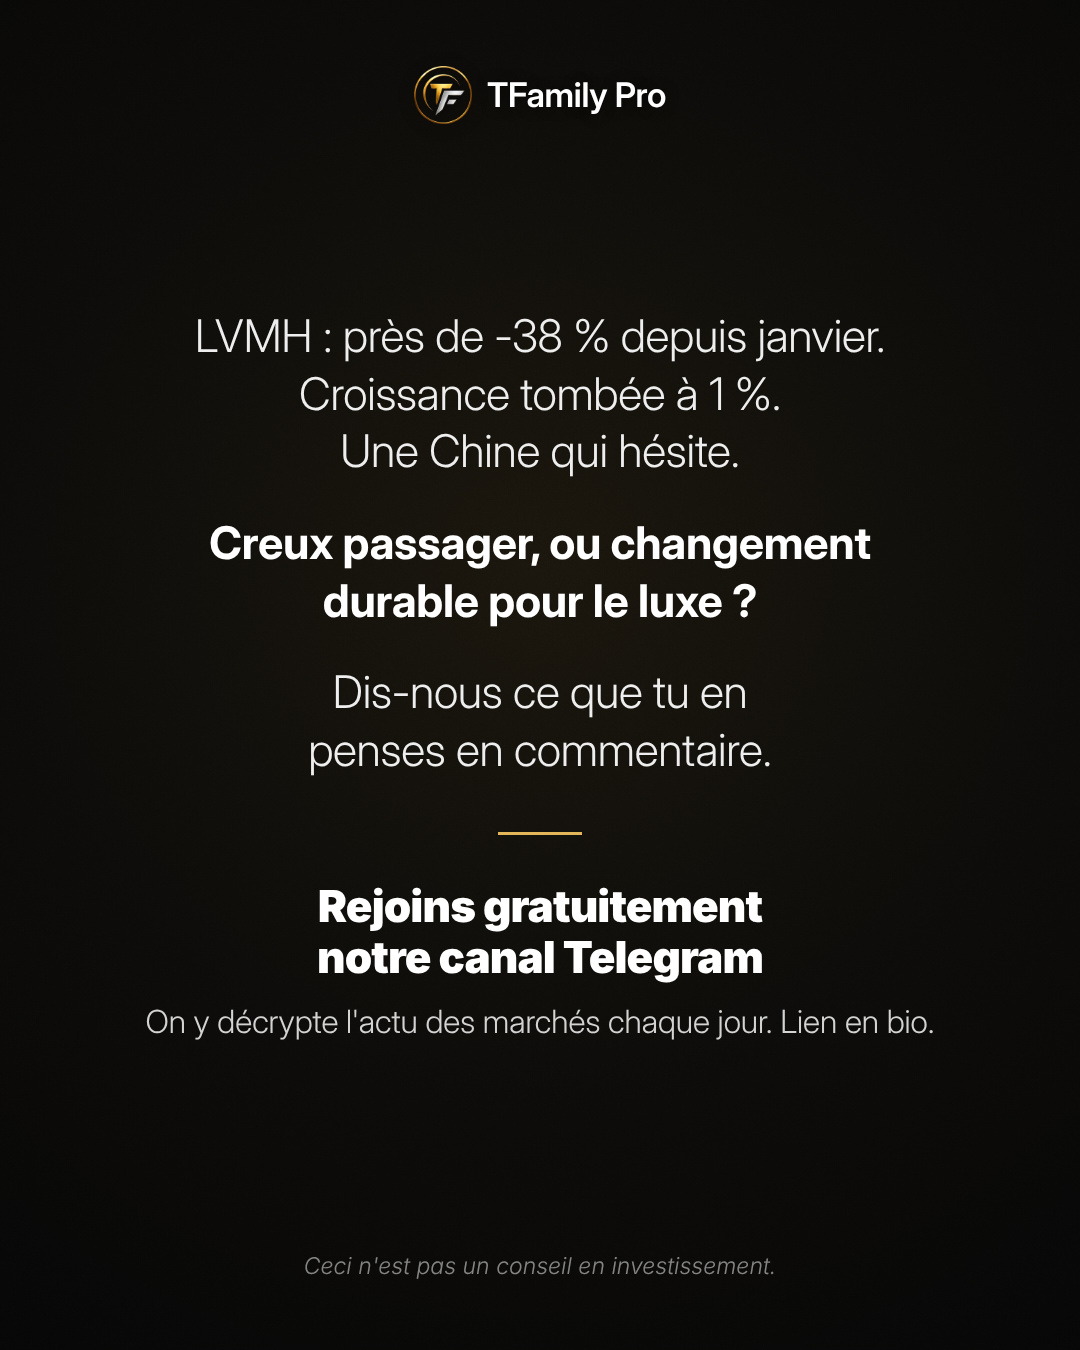 TF TFamily Pro
LVMH : près de -38 % depuis janvier.
Croissance tombée à 1 %.
Une Chine qui hésite.
Creux passager, ou changement
durable pour le luxe ?
Dis-nous ce que tu en
penses en commentaire.
Rejoins gratuitement
notre canal Telegram
On y décrypte l'actu des marchés chaque jour. Lien en bio.
Ceci n'est pas un conseil en investissement.